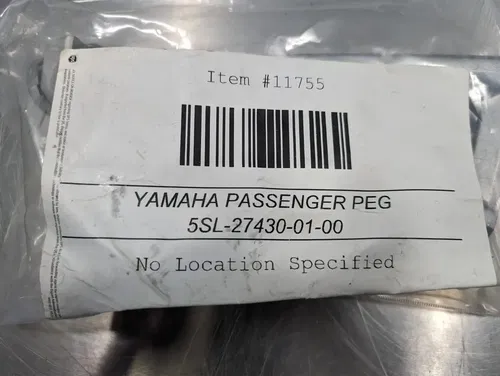 Item #11755
YAMAHA PASSENGER PEG
5SL-27430-01-00
No Location Specified